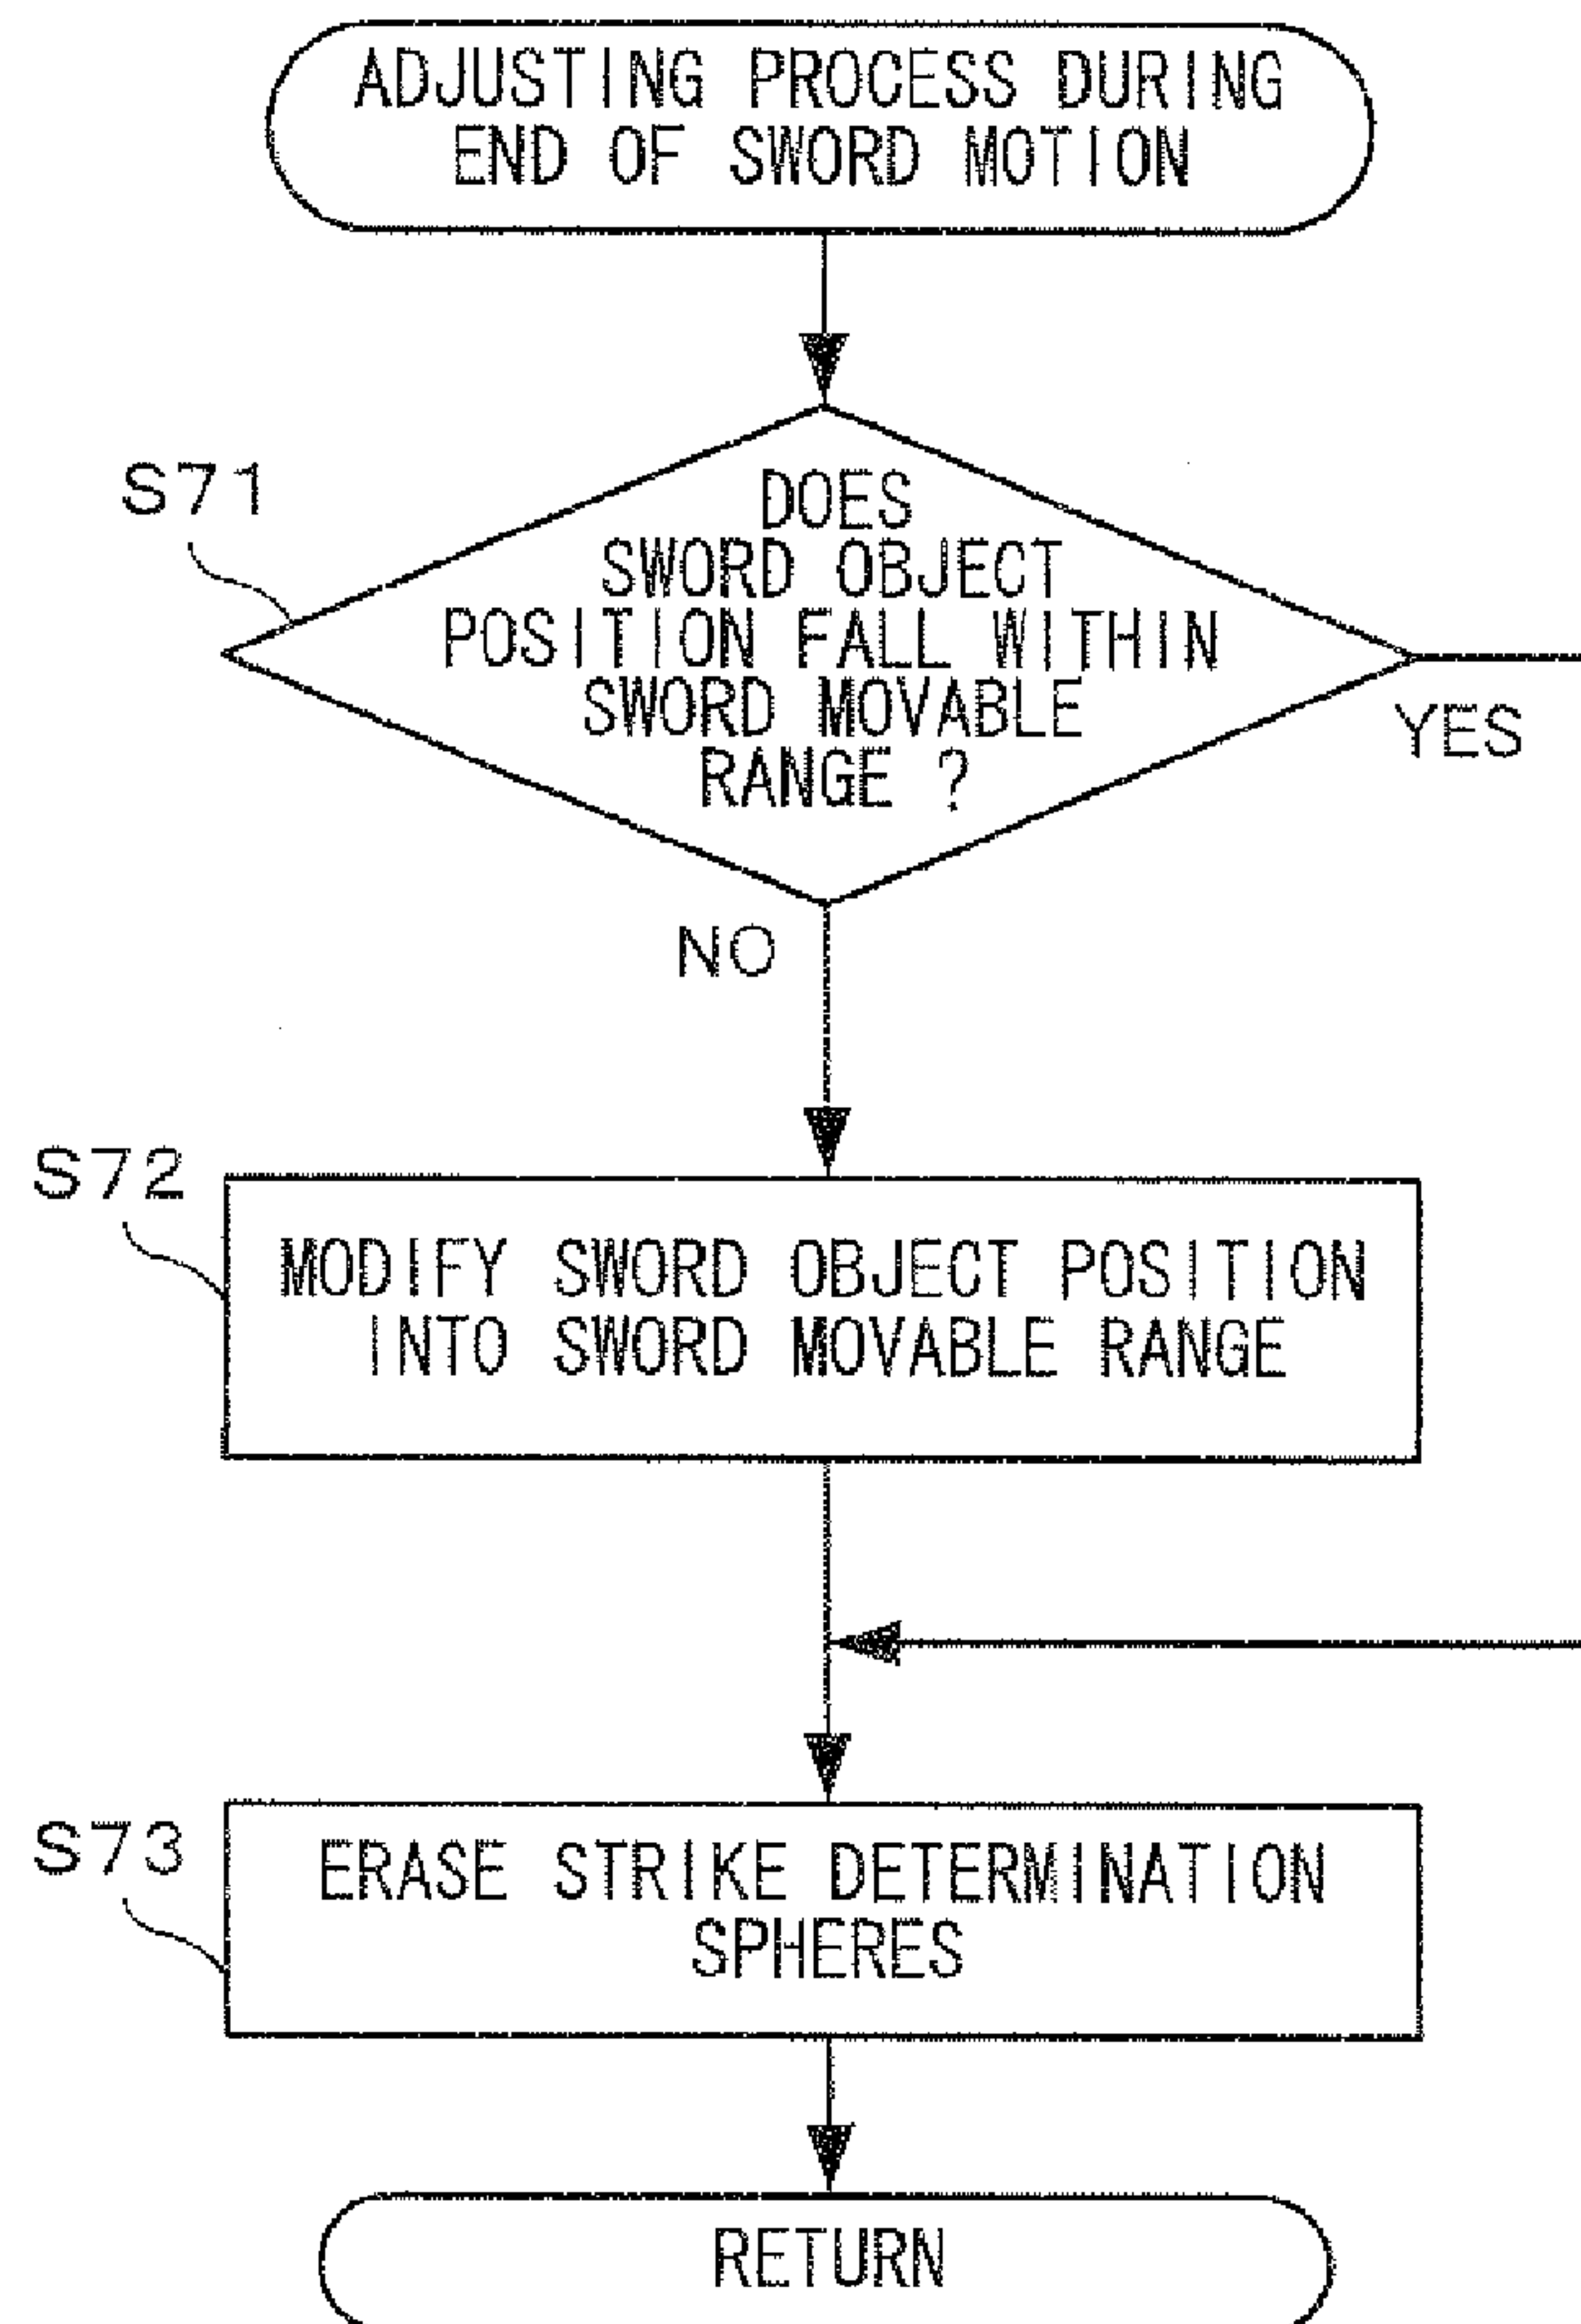 ADJUSTING PROCESS DURING
END OF SWORD MOTION
S71
DOES
SWORD OBJECT
POSITION FALL WITHIN
SWORD MOVABLE
RANGE ?
YES
NO
S72
MODIFY SWORD OBJECT POSITION
INTO SWORD MOVABLE RANGE
S73
ERASE STRIKE DETERMINATION
SPHERES
RETURN